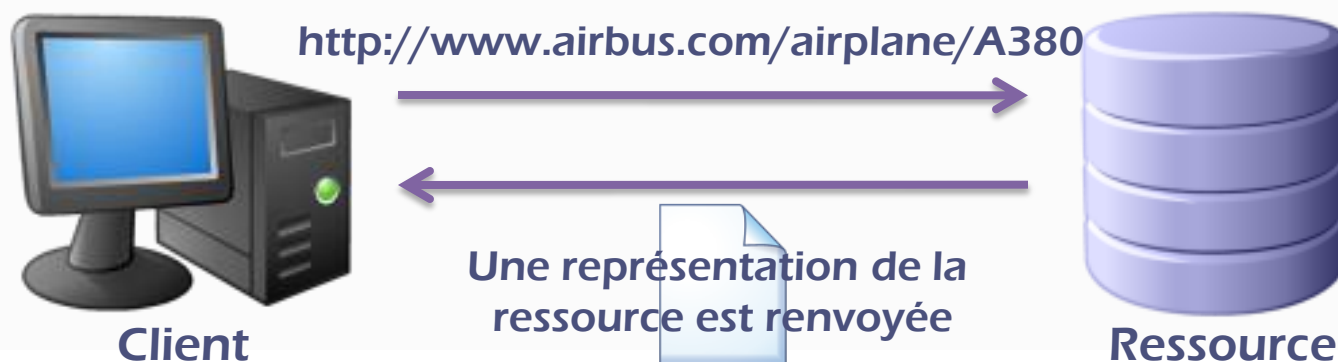 http://www.airbus.com/airplane/A380
Une représentation de la
ressource est renvoyée
Client
Ressource